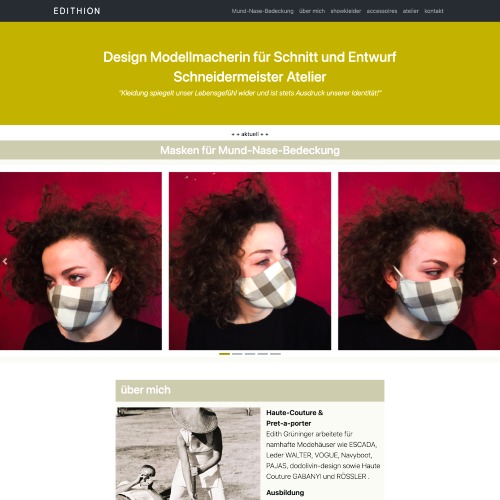 EDITHION
Mund-Nase-Bedeckung über mich showkleider accessoires atelier kontakt
Design Modellmacherin für Schnitt und Entwurf
Schneidermeister Atelier
"Kleidung spiegelt unser Lebensgefühl wider und ist stets Ausdruck unserer Identität!"
+ + aktuell + +
Masken für Mund-Nase-Bedeckung
über mich
Haute-Couture &
Pret-a-porter
Edith Grüninger arbeitete für
namhafte Modehäuser wie ESCADA,
Leder WALTER, VOGUE, Navyboot,
PAJAS, dodolivin-design sowie Haute
Couture GABANYI und RÖSSLER .
Ausbildung